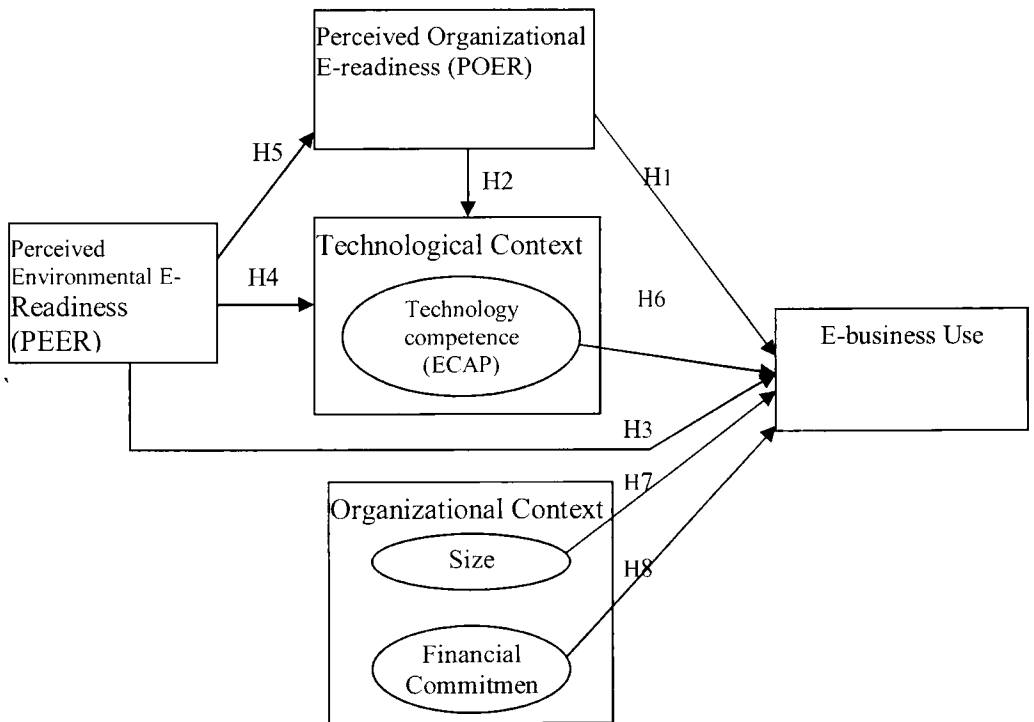 Perceived Organizational
E-readiness (POER)
H5
H2
H1
Perceived
Environmental E-
Readiness
(PEER)
H4
Technological Context
Technology
competence
(ECAP)
H6
E-business Use
H3
H7
Organizational Context
Size
H8
Financial
Commitmen